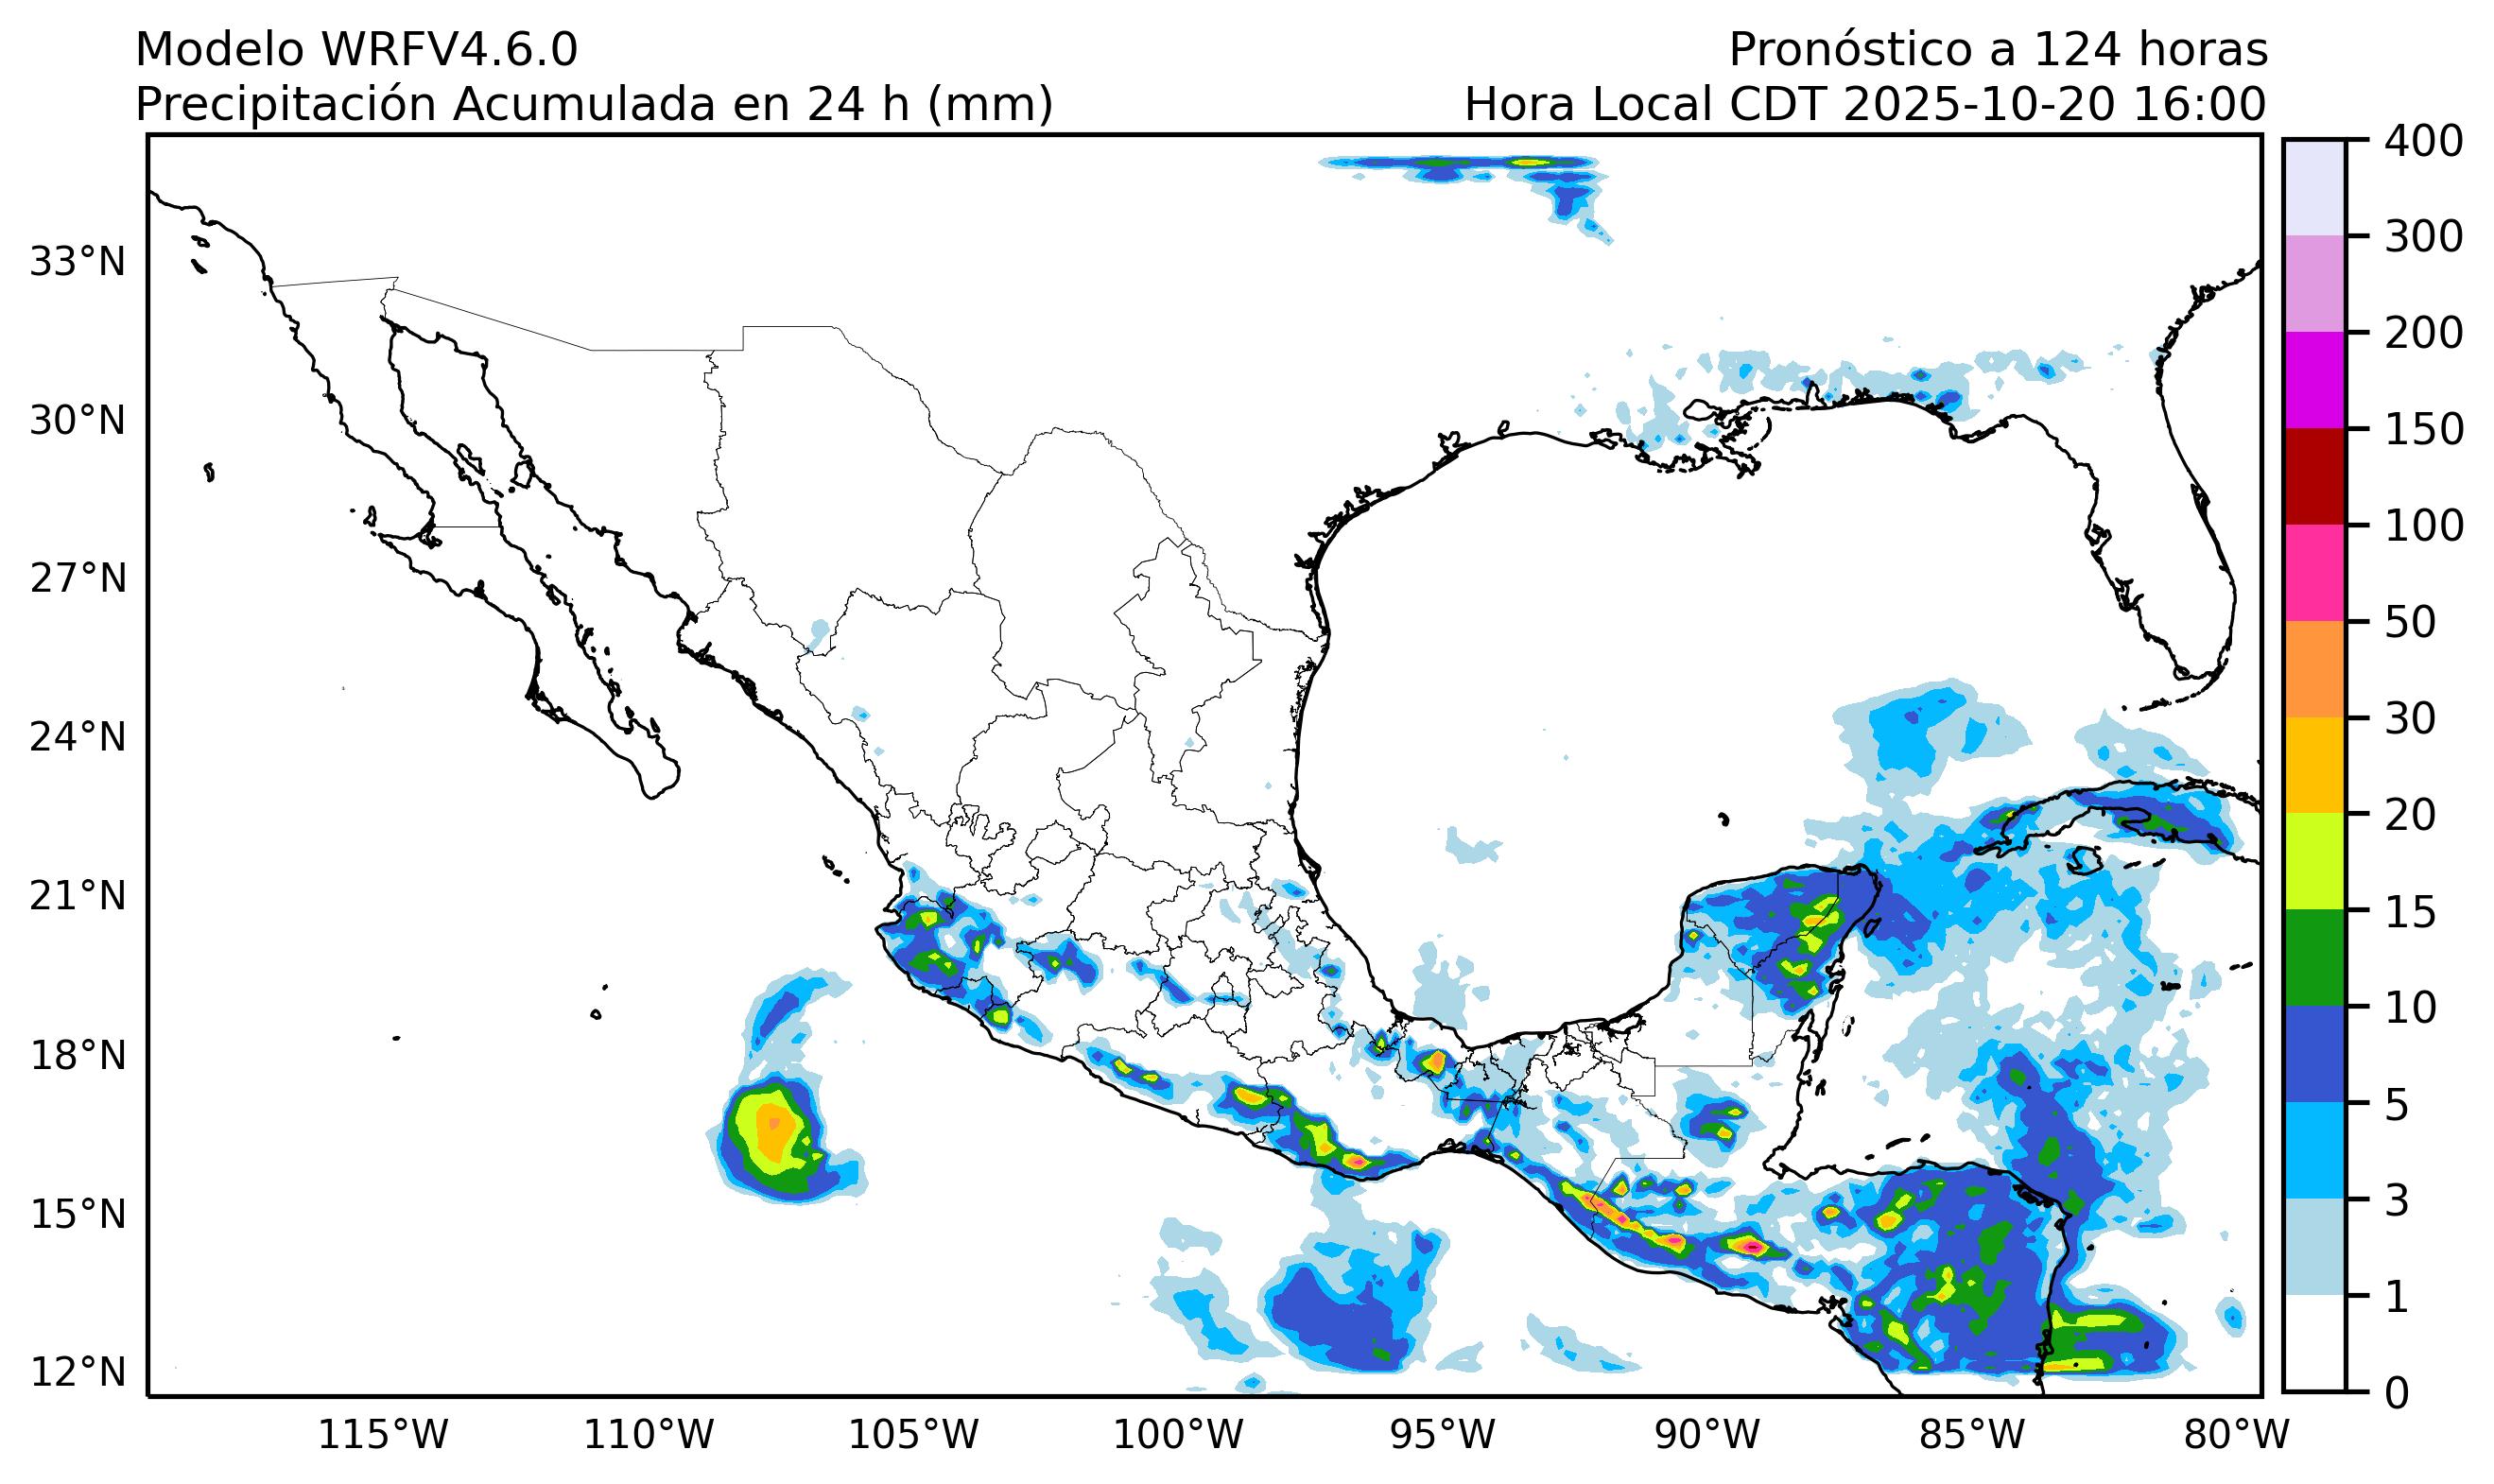 Modelo WRFV4.6.0
Pronóstico a 124 horas
Precipitación Acumulada en 24 h (mm)
Hora Local CDT 2025-10-20 16:00
400
300
200
150
100
50
30
20
15
10
5
3
1
0
33°N
30°N
27°N
24°N
21°N
18°N
15°N
12°N
115°W
110°W
105°W
100°W
95°W
90°W
85°W
80°W